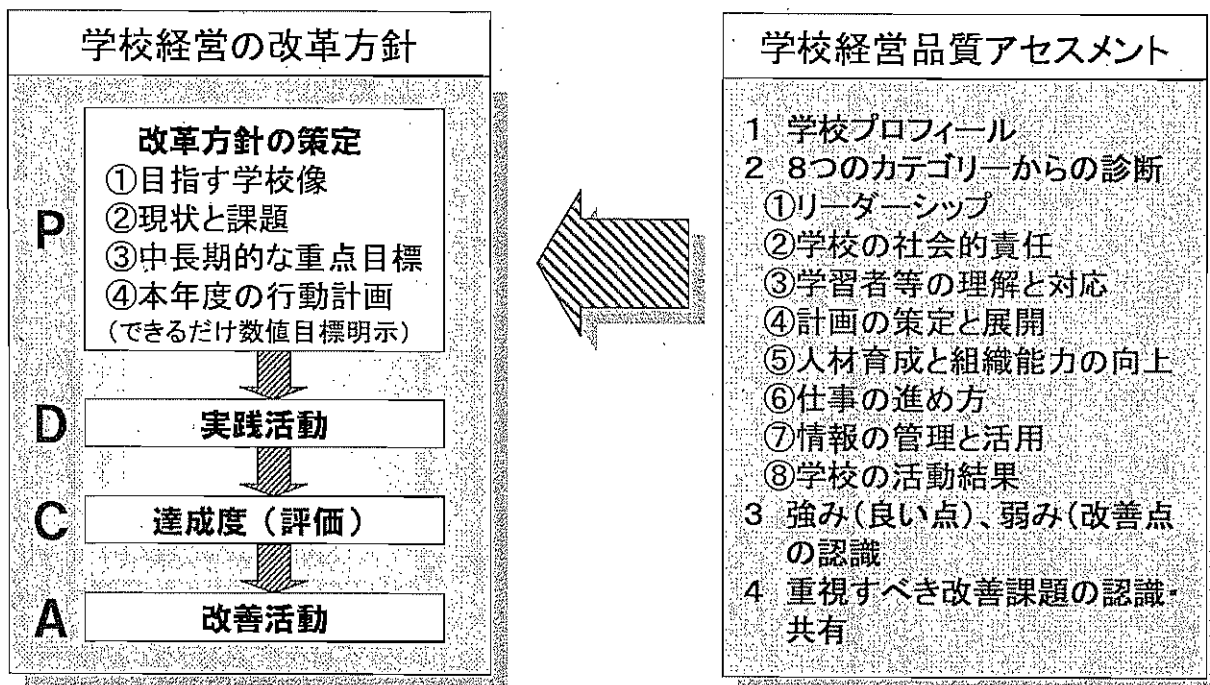 学校経営の改革方針
P
改革方針の策定
①目指す学校像
②現状と課題
③中長期的な重点目標
④本年度の行動計画
(できるだけ数値目標明示)
D
実践活動
C
達成度(評価)
A
改善活動
学校経営品質アセスメント
1 学校プロフィール
2 8つのカテゴリーからの診断
①リーダーシップ
②学校の社会的責任
③学習者等の理解と対応
④計画の策定と展開
⑤人材育成と組織能力の向上
⑥仕事の進め方
⑦情報の管理と活用
⑧学校の活動結果
3 強み(良い点)、弱み(改善点
の認識
4 重視すべき改善課題の認識・
共有